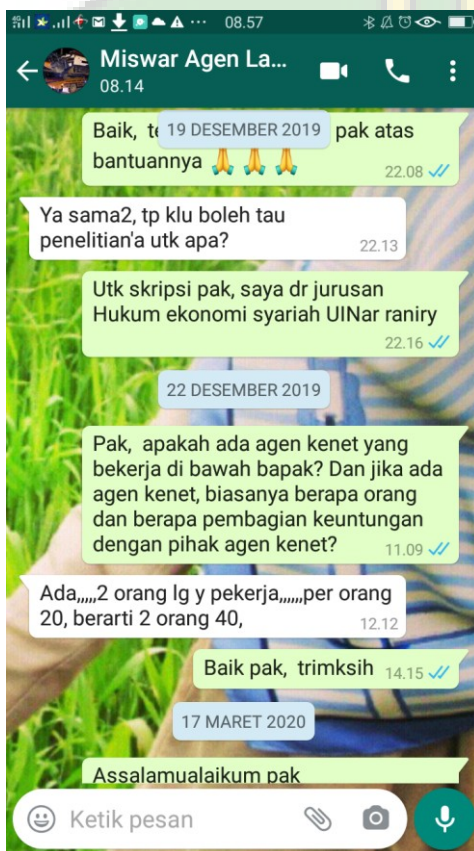 08.57
Miswar Agen La...
08.14
19 DESEMBER 2019
Baik, te pak atas
bantuannya 🙏 🙏 🙏
22.08
Ya sama2, tp klu boleh tau
penelitian'a utk apa?
22.13
Utk skripsi pak, saya dr jurusan
Hukum ekonomi syariah UINar raniry
22.16
22 DESEMBER 2019
Pak, apakah ada agen kenet yang
bekerja di bawah bapak? Dan jika ada
agen kenet, biasanya berapa orang
dan berapa pembagian keuntungan
dengan pihak agen kenet?
11.09
Ada,,,,,2 orang lg y pekerja,,,,,,per orang
20, berarti 2 orang 40,
12.12
Baik pak, trimksih 14.15
17 MARET 2020
Assalamualaikum pak
Ketik pesan